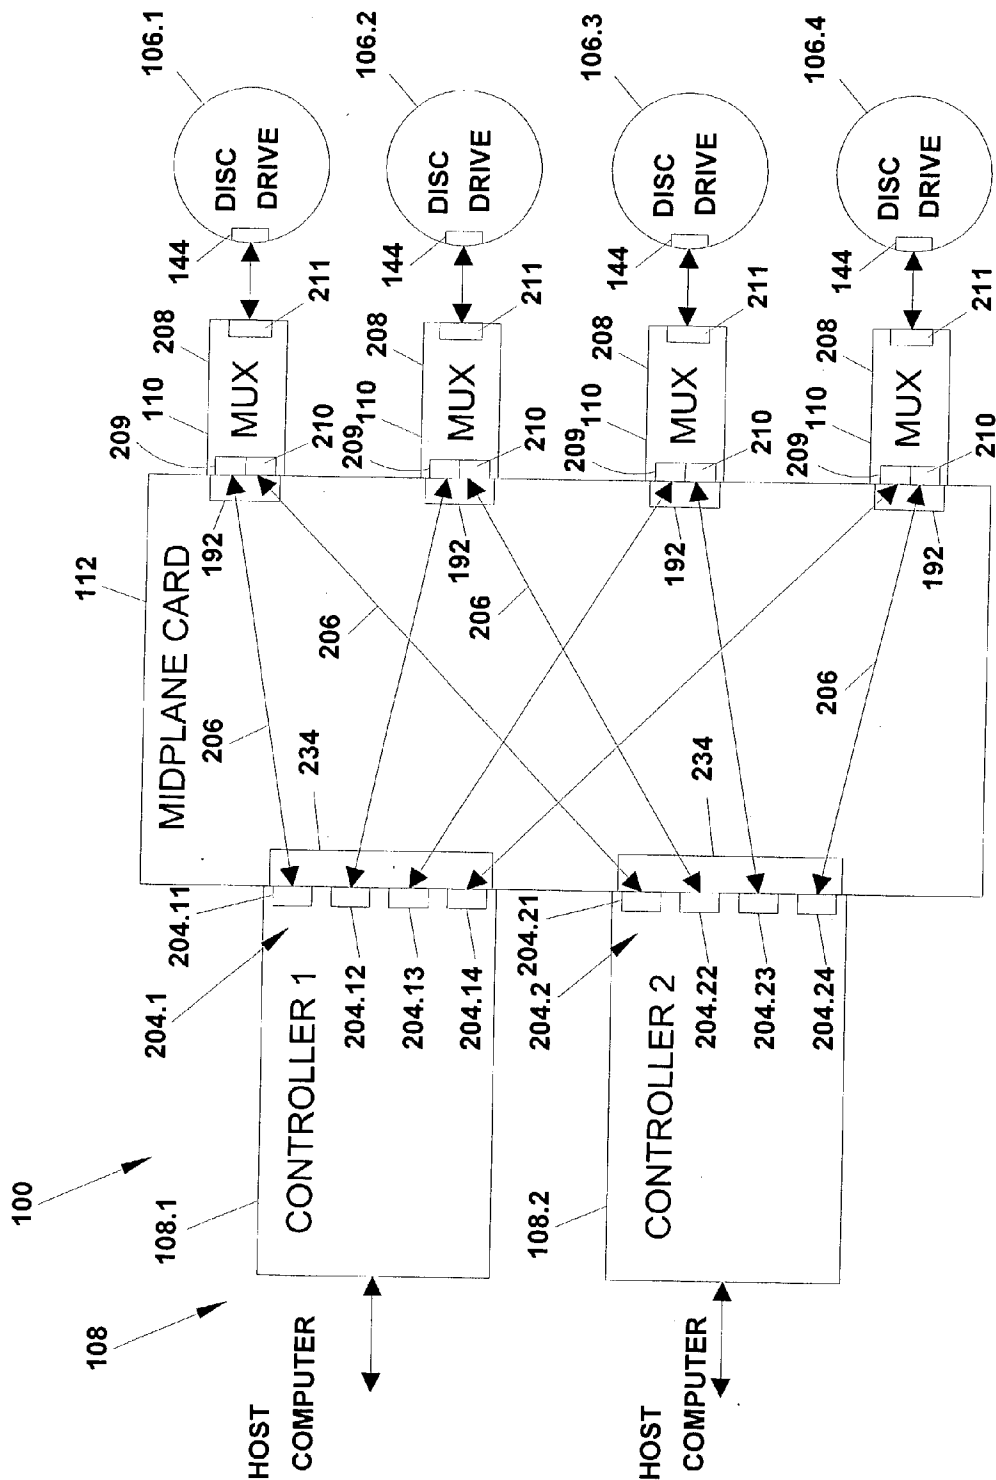 100
108
108.1
HOST
COMPUTER
CONTROLLER 1
204.1
204.11
204.12
204.13
204.14
234
108.2
HOST
COMPUTER
CONTROLLER 2
204.2
204.21
204.22
204.23
204.24
234
112
MIDPLANE CARD
206
206
206
206
192
192
192
192
209
110
208
MUX
210
211
144
DISC
DRIVE
106.1
209
110
208
MUX
210
211
144
DISC
DRIVE
106.2
209
110
208
MUX
210
211
144
DISC
DRIVE
106.3
209
110
208
MUX
210
211
144
DISC
DRIVE
106.4